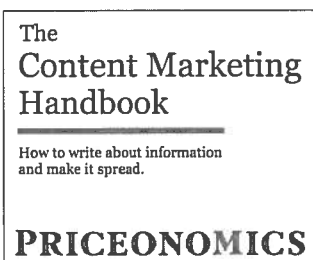 The
Content Marketing
Handbook
How to write about information
and make it spread.
PRICEONOMICS